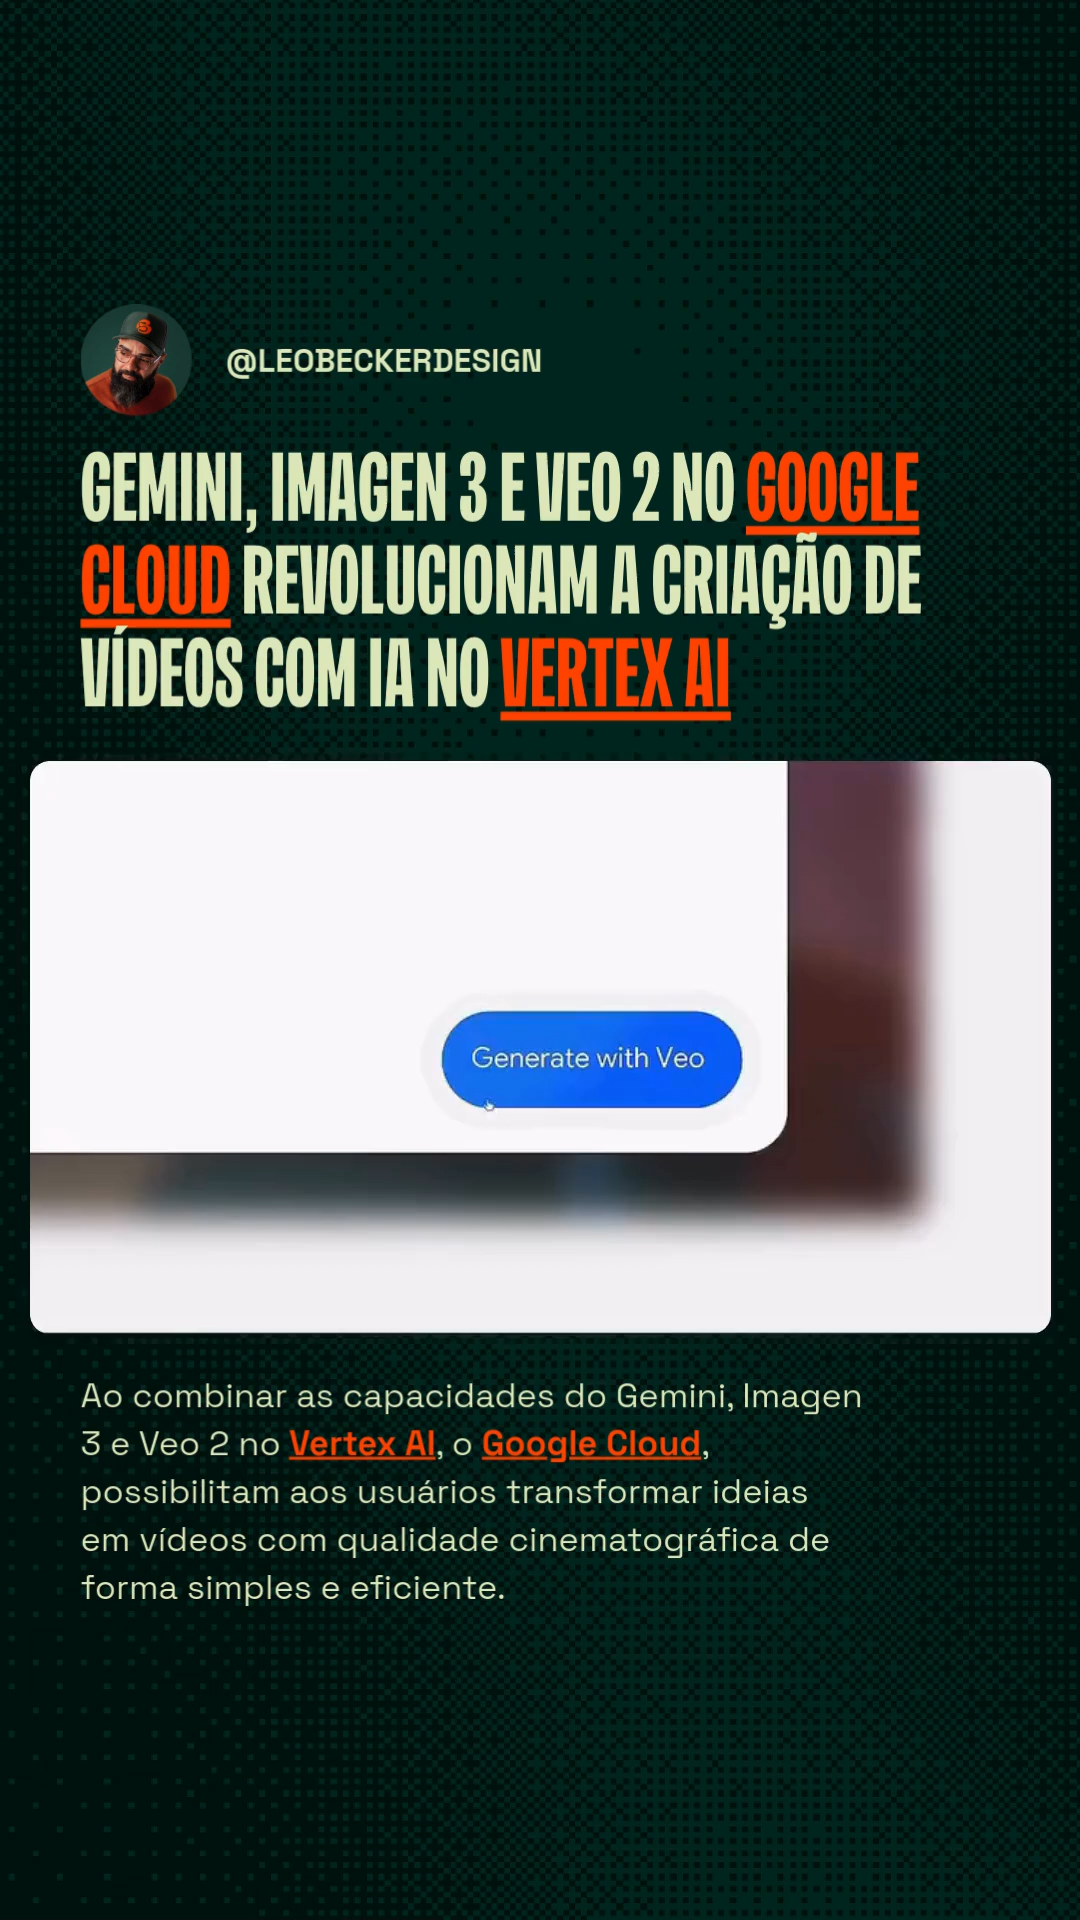 @LEOBECKERDESIGN
GEMINI, IMAGEN 3 E VEO 2 NO GOOGLE
CLOUD REVOLUCIONAM A CRIAÇÃO DE
VÍDEOS COM IA NO VERTEX AI
Generate with Veo
Ao combinar as capacidades do Gemini, Imagen
3 e Veo 2 no Vertex AI, o Google Cloud,
possibilitam aos usuários transformar ideias
em vídeos com qualidade cinematográfica de
forma simples e eficiente.